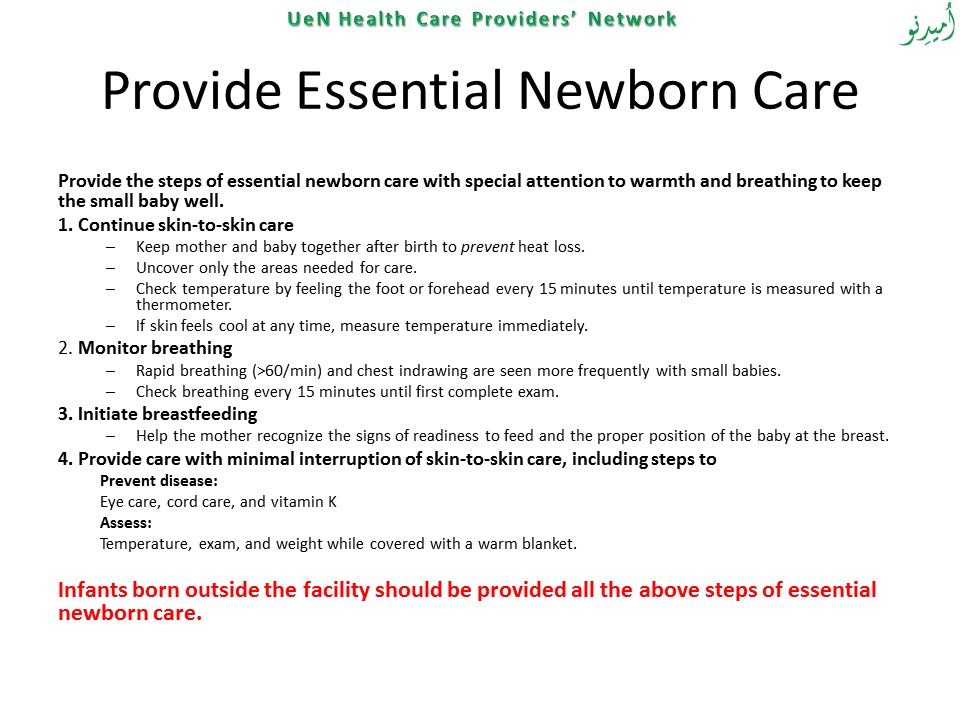 UeN Health Care Providers’ Network
اُمیدِنو
Provide Essential Newborn Care
Provide the steps of essential newborn care with special attention to warmth and breathing to keep
the small baby well.
1. Continue skin-to-skin care
– Keep mother and baby together after birth to prevent heat loss.
– Uncover only the areas needed for care.
– Check temperature by feeling the foot or forehead every 15 minutes until temperature is measured with a
thermometer.
– If skin feels cool at any time, measure temperature immediately.
2. Monitor breathing
– Rapid breathing (>60/min) and chest indrawing are seen more frequently with small babies.
– Check breathing every 15 minutes until first complete exam.
3. Initiate breastfeeding
– Help the mother recognize the signs of readiness to feed and the proper position of the baby at the breast.
4. Provide care with minimal interruption of skin-to-skin care, including steps to
Prevent disease:
Eye care, cord care, and vitamin K
Assess:
Temperature, exam, and weight while covered with a warm blanket.
Infants born outside the facility should be provided all the above steps of essential
newborn care.